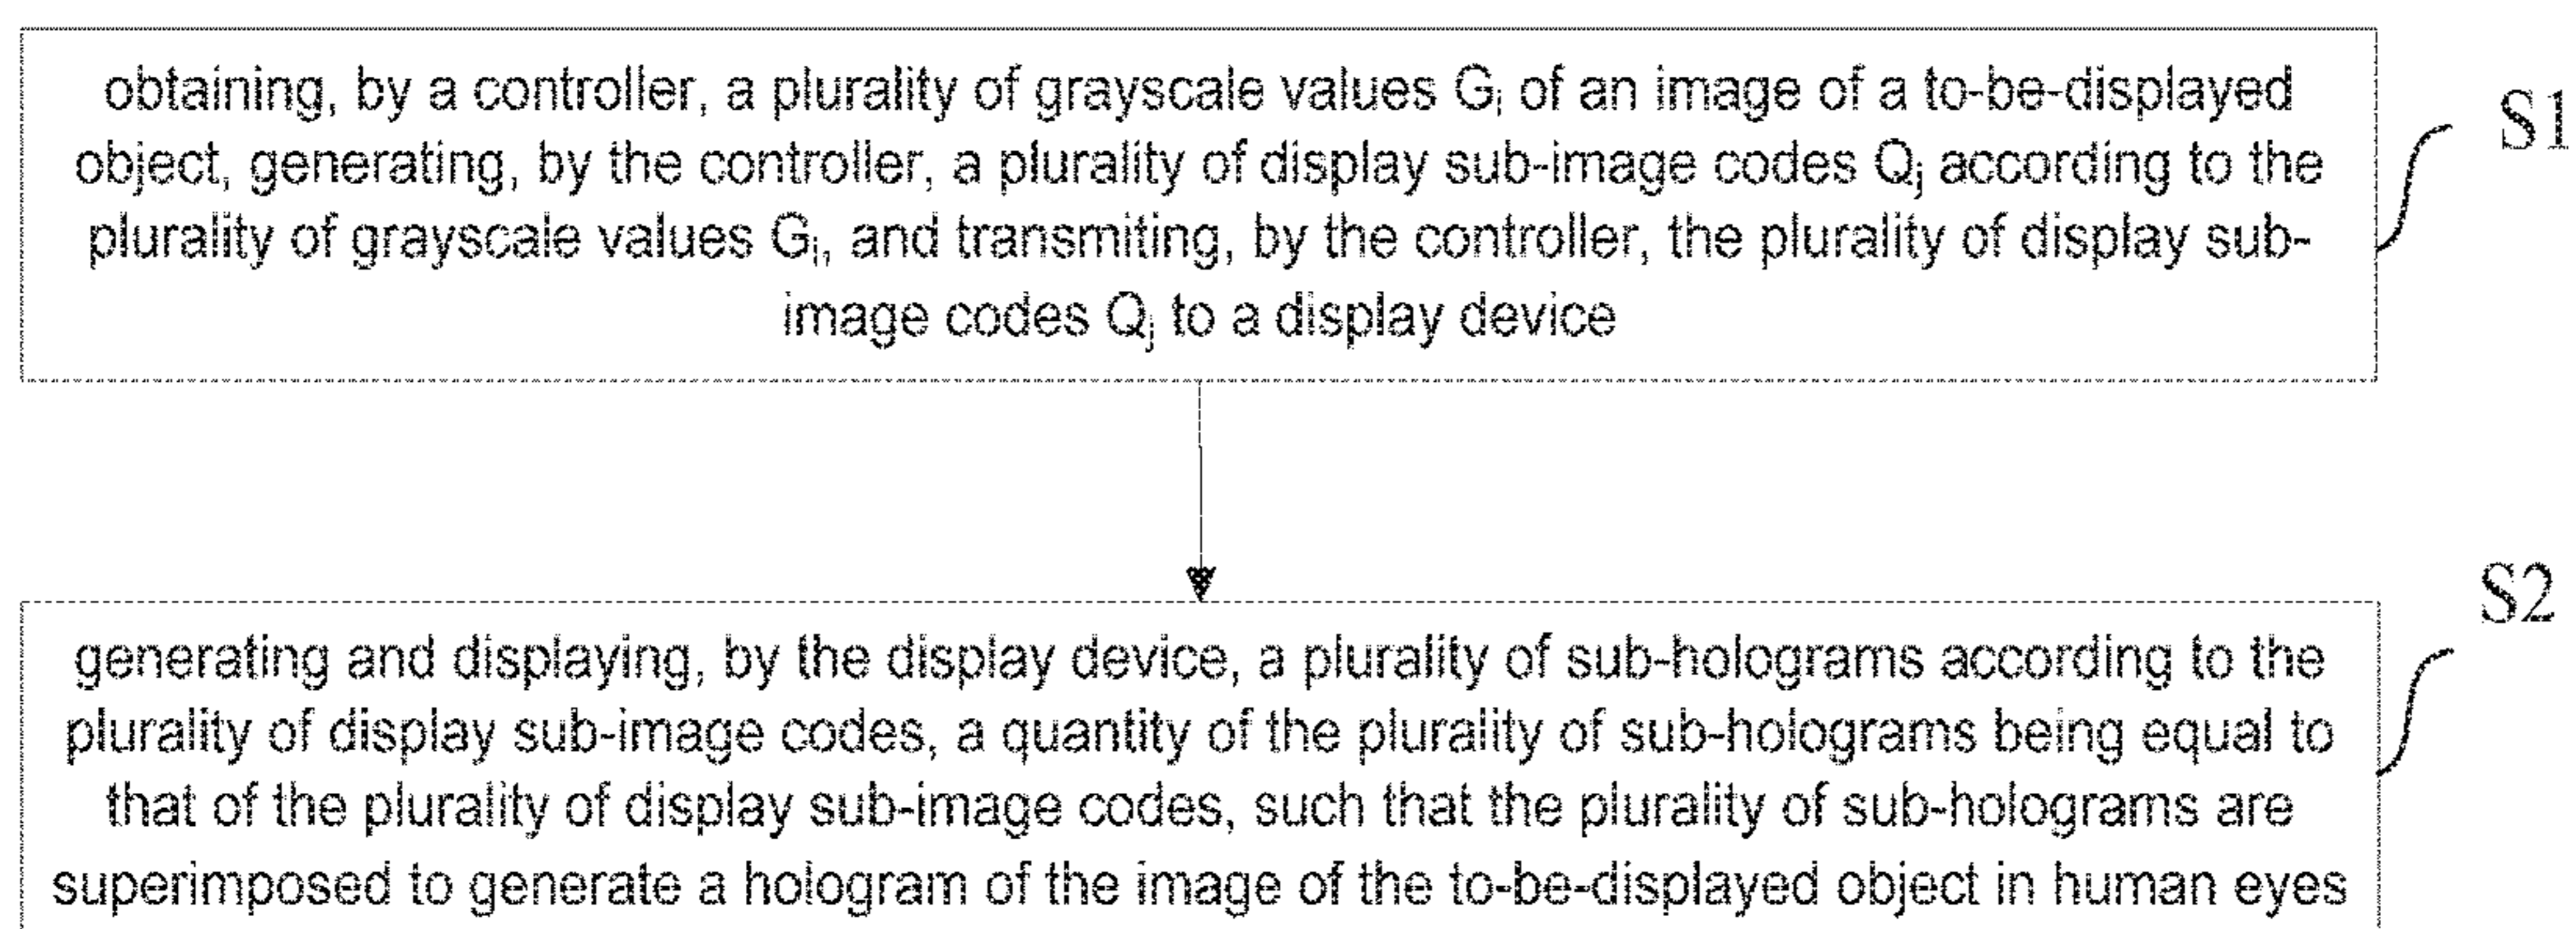 obtaining, by a controller, a plurality of grayscale values Gi of an image of a to-be-displayed
object, generating, by the controller, a plurality of display sub-image codes Qj according to the
plurality of grayscale values Gi, and transmiting, by the controller, the plurality of display sub-
image codes Qj to a display device
S1
generating and displaying, by the display device, a plurality of sub-holograms according to the
plurality of display sub-image codes, a quantity of the plurality of sub-holograms being equal to
that of the plurality of display sub-image codes, such that the plurality of sub-holograms are
superimposed to generate a hologram of the image of the to-be-displayed object in human eyes
S2